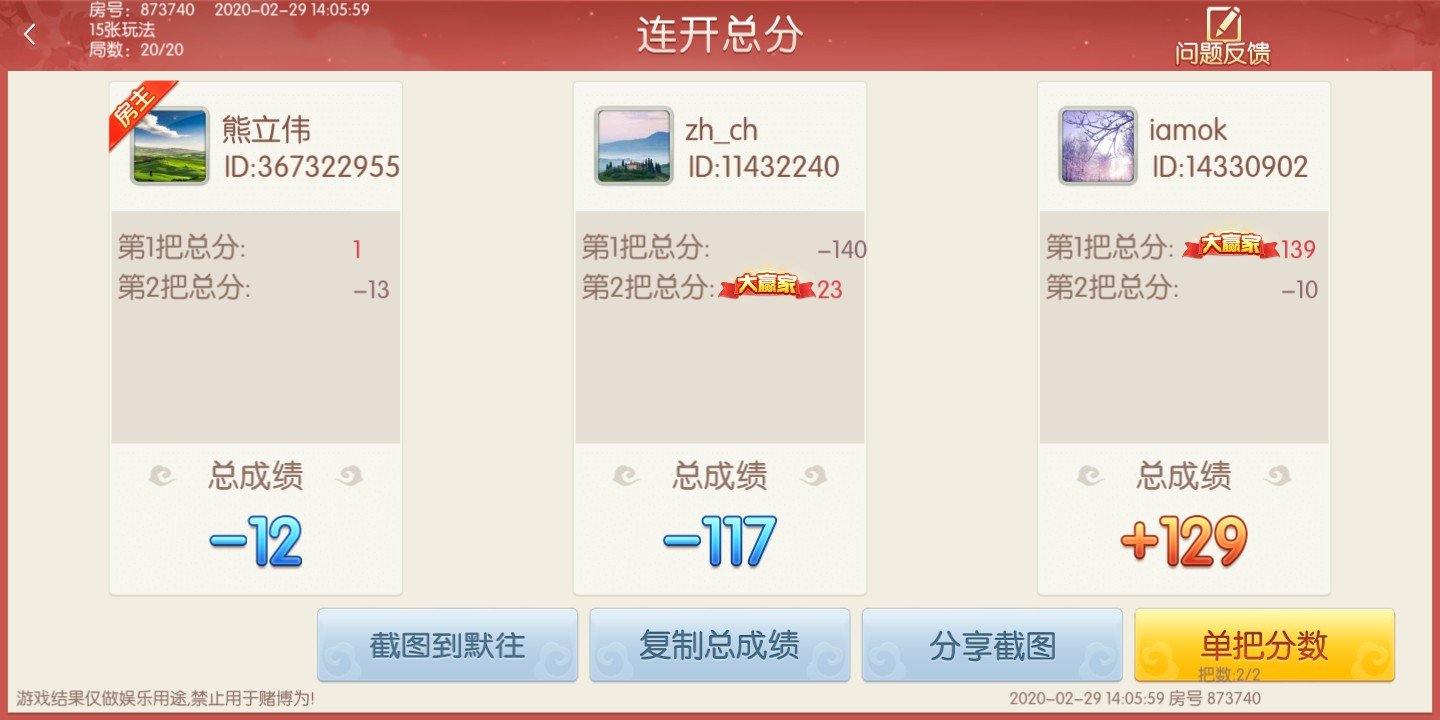 房号：873740 2020-02-29 14:05:59
15张玩法
局数：20/20
连开总分
问题反馈
房主
熊立伟
ID:367322955
第1把总分: 1
第2把总分: -13
总成绩
-12
zh_ch
ID:11432240
第1把总分: -140
第2把总分: 大赢家 23
总成绩
-117
iamok
ID:14330902
第1把总分: 大赢家 139
第2把总分: -10
总成绩
+129
截图到默往
复制总成绩
分享截图
单把分数
把数:2/2
游戏结果仅做娱乐用途,禁止用于赌博为!
2020-02-29 14:05:59 房号 873740